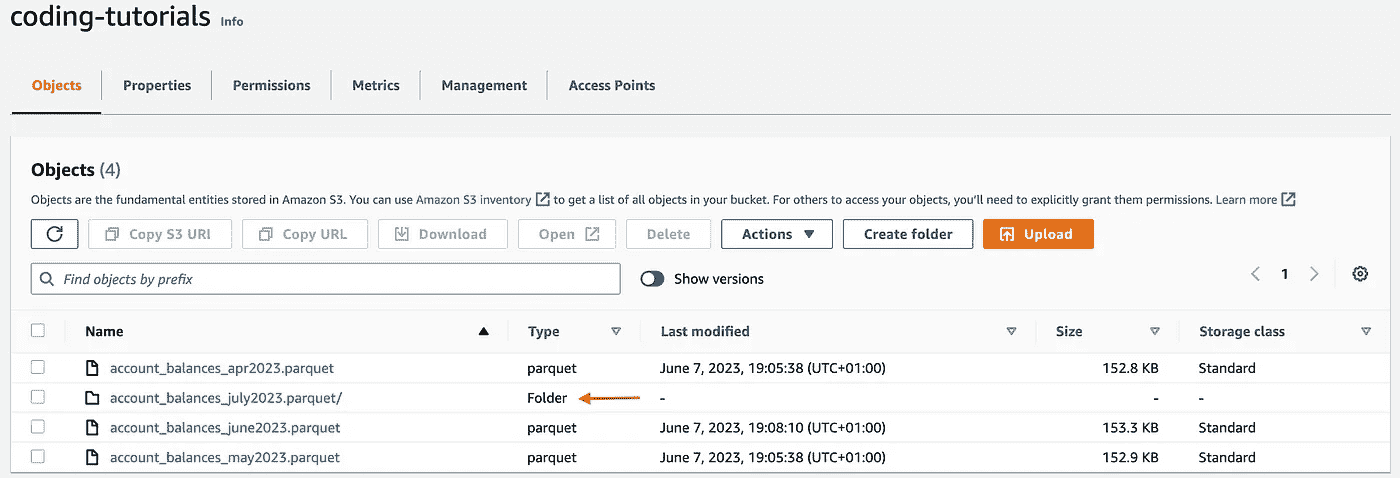 coding-tutorials Info
Objects Properties Permissions Metrics Management Access Points
Objects (4)
Objects are the fundamental entities stored in Amazon S3. You can use Amazon S3 inventory to get a list of all objects in your bucket. For others to access your objects, you'll need to explicitly grant them permissions. Learn more
Copy S3 URI Copy URL Download Open Delete Actions Create folder Upload
Find objects by prefix Show versions 1
Name Type Last modified Size Storage class
account_balances_apr2023.parquet parquet June 7, 2023, 19:05:38 (UTC+01:00) 152.8 KB Standard
account_balances_july2023.parquet/ Folder - - -
account_balances_june2023.parquet parquet June 7, 2023, 19:08:10 (UTC+01:00) 153.3 KB Standard
account_balances_may2023.parquet parquet June 7, 2023, 19:05:38 (UTC+01:00) 152.9 KB Standard